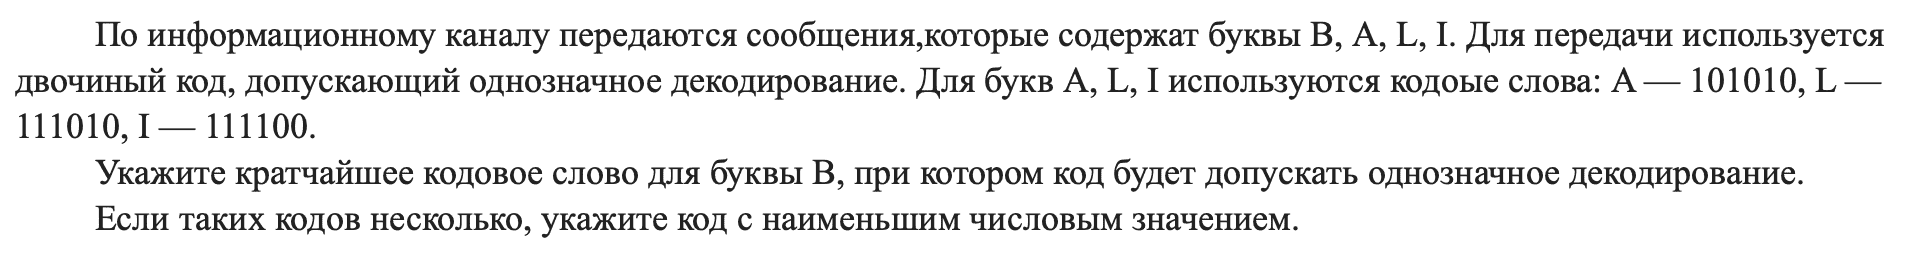 По информационному каналу передаются сообщения,которые содержат буквы B, A, L, I. Для передачи используется
двочиный код, допускающий однозначное декодирование. Для букв A, L, I используются кодоые слова: A — 101010, L —
111010, I — 111100.
Укажите кратчайшее кодовое слово для буквы B, при котором код будет допускать однозначное декодирование.
Если таких кодов несколько, укажите код с наименьшим числовым значением.